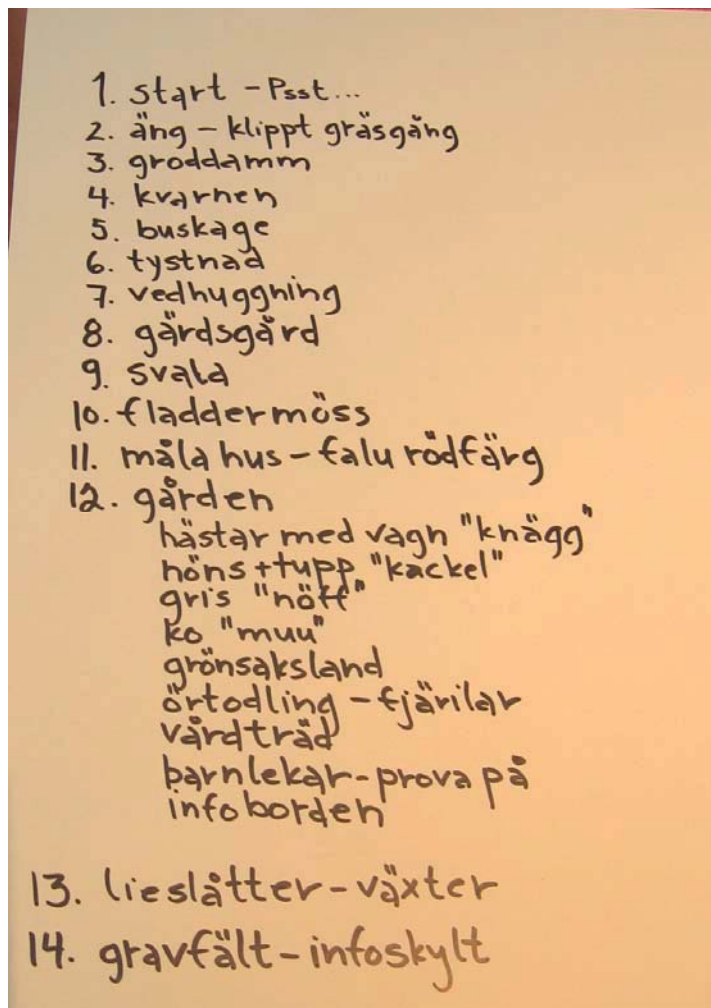 1. start - Psst...
2. äng - klippt gräsgång
3. groddamm
4. kvarnen
5. buskage
6. tystnad
7. vedhuggning
8. gärdsgård
9. svala
10. fladdermöss
11. måla hus - falu rödfärg
12. gården
hästar med vagn "knägg"
höns + tupp "kackel"
gris "nöff"
ko "muu"
grönsaksland
örtodling - fjärilar
vårdträd
barnlekar - prova på
infoborden
13. lieslåtter - växter
14. gravfält - infoskylt